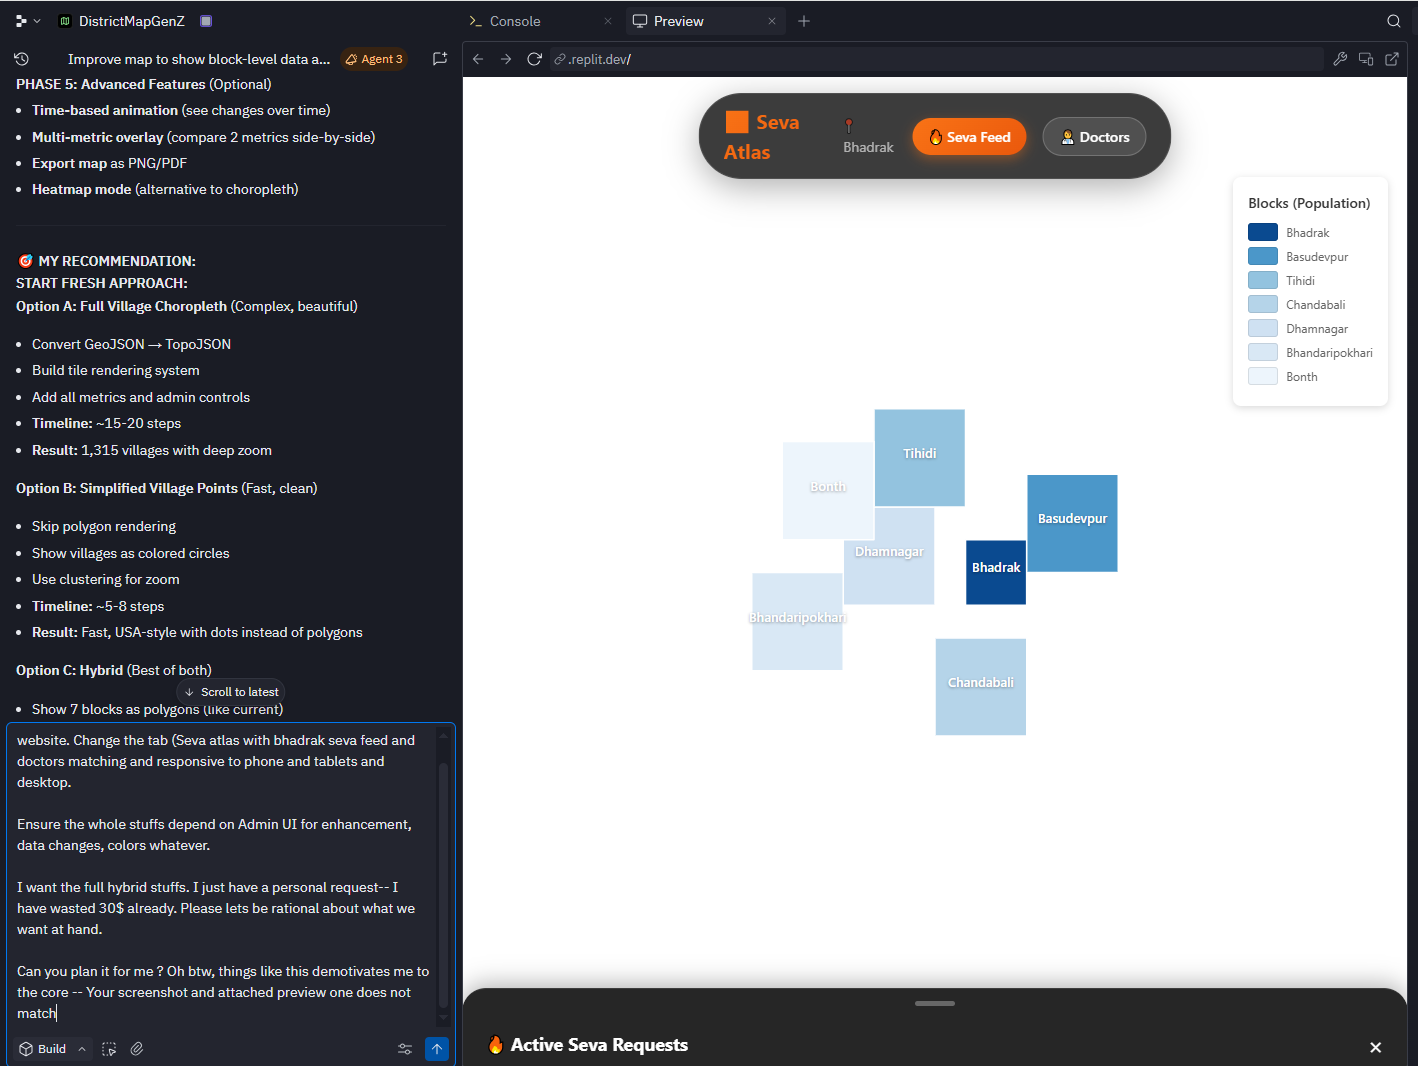 DistrictMapGenZ
Console
Preview
Improve map to show block-level data a...
Agent 3
.replit.dev/
PHASE 5: Advanced Features (Optional)
• Time-based animation (see changes over time)
• Multi-metric overlay (compare 2 metrics side-by-side)
• Export map as PNG/PDF
• Heatmap mode (alternative to choropleth)
🎯 MY RECOMMENDATION:
START FRESH APPROACH:
Option A: Full Village Choropleth (Complex, beautiful)
• Convert GeoJSON → TopoJSON
• Build tile rendering system
• Add all metrics and admin controls
• Timeline: ~15-20 steps
• Result: 1,315 villages with deep zoom
Option B: Simplified Village Points (Fast, clean)
• Skip polygon rendering
• Show villages as colored circles
• Use clustering for zoom
• Timeline: ~5-8 steps
• Result: Fast, USA-style with dots instead of polygons
Option C: Hybrid (Best of both)
↓ Scroll to latest
• Show 7 blocks as polygons (like current)
website. Change the tab (Seva atlas with bhadrak seva feed and
doctors matching and responsive to phone and tablets and
desktop.
Ensure the whole stuffs depend on Admin UI for enhancement,
data changes, colors whatever.
I want the full hybrid stuffs. I just have a personal request-- I
have wasted 30$ already. Please lets be rational about what we
want at hand.
Can you plan it for me ? Oh btw, things like this demotivates me to
the core -- Your screenshot and attached preview one does not
match
Build
Seva
Atlas
📍
Bhadrak
🔥 Seva Feed
👨‍⚕️ Doctors
Blocks (Population)
Bhadrak
Basudevpur
Tihidi
Chandabali
Dhamnagar
Bhandaripokhari
Bonth
Tihidi
Bonth
Basudevpur
Dhamnagar
Bhadrak
Bhandaripokhari
Chandabali
🔥 Active Seva Requests